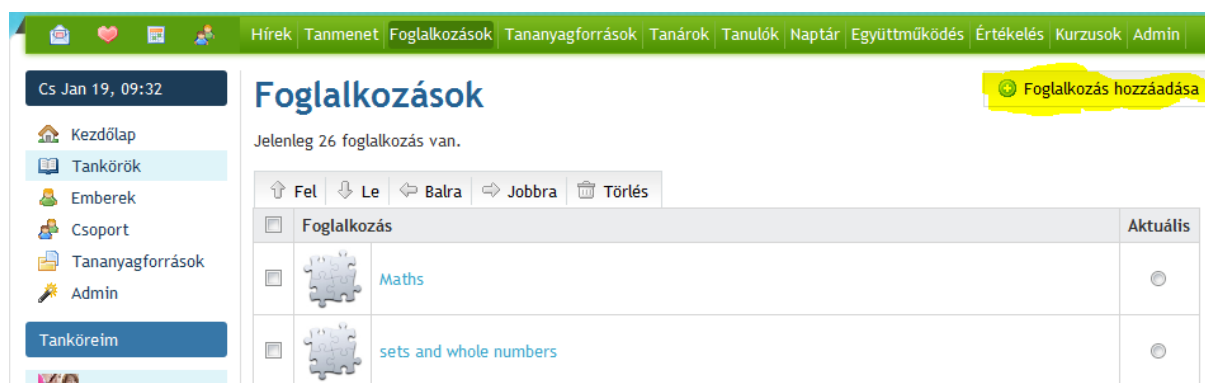 Hírek Tanmenet Foglalkozások Tananyagforrások Tanárok Tanulók Naptár Együttműködés Értékelés Kurzusok Admin
Cs Jan 19, 09:32
Kezdőlap
Tankörök
Emberek
Csoport
Tananyagforrások
Admin
Tanköreim
Foglalkozások
Foglalkozás hozzáadása
Jelenleg 26 foglalkozás van.
Fel Le Balra Jobbra Törlés
Foglalkozás Aktuális
Maths
sets and whole numbers